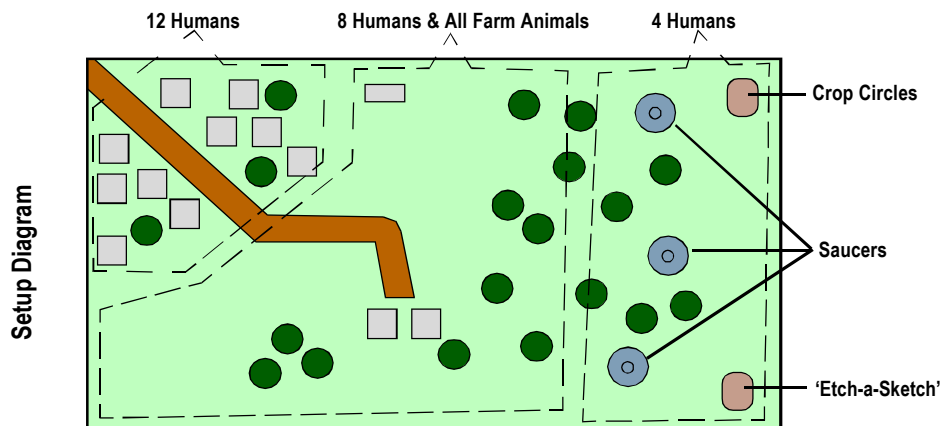 12 Humans
8 Humans & All Farm Animals
4 Humans
Crop Circles
Setup Diagram
Saucers
‘Etch-a-Sketch’